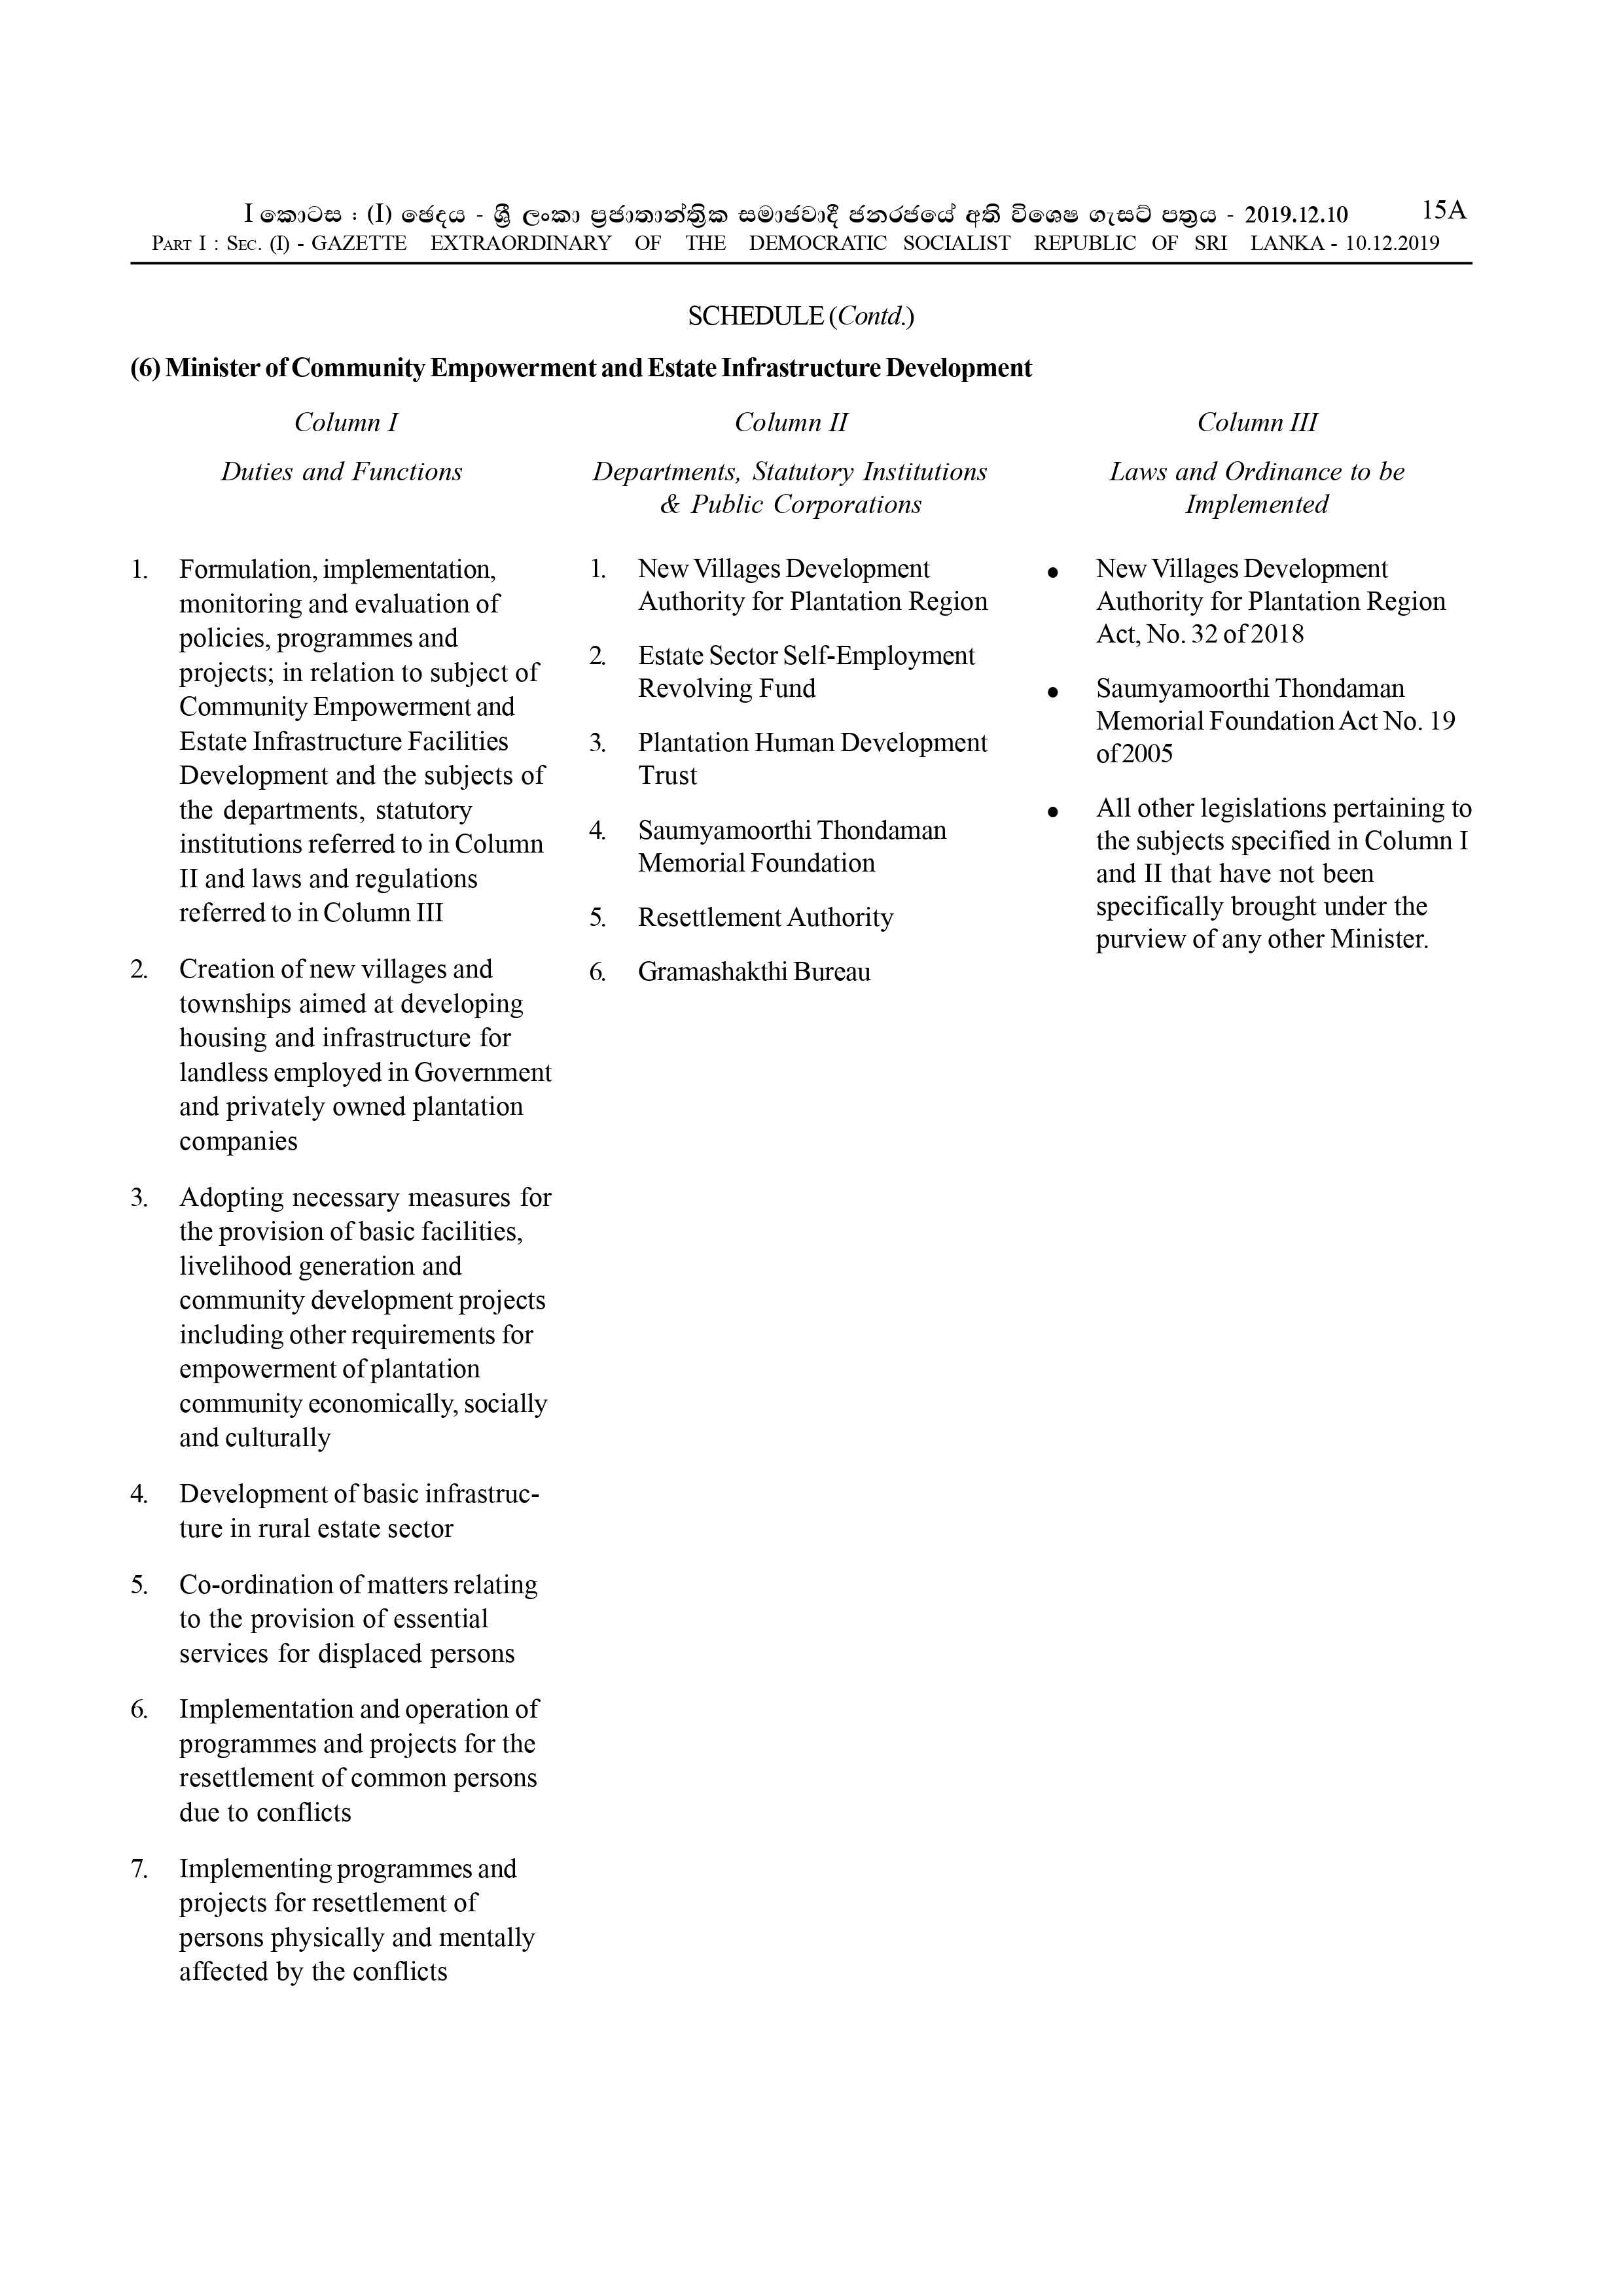 I කොටස : (I) ඡෙදය - ශ්‍රී ලංකා ප්‍රජාතාන්ත්‍රික සමාජවාදී ජනරජයේ අති විශෙෂ ගැසට් පත්‍රය - 2019.12.10 15A
PART I : SEC. (I) - GAZETTE EXTRAORDINARY OF THE DEMOCRATIC SOCIALIST REPUBLIC OF SRI LANKA - 10.12.2019
SCHEDULE (Contd.)
(6) Minister of Community Empowerment and Estate Infrastructure Development
Column I
Duties and Functions
1. Formulation, implementation,
monitoring and evaluation of
policies, programmes and
projects; in relation to subject of
Community Empowerment and
Estate Infrastructure Facilities
Development and the subjects of
the departments, statutory
institutions referred to in Column
II and laws and regulations
referred to in Column III
2. Creation of new villages and
townships aimed at developing
housing and infrastructure for
landless employed in Government
and privately owned plantation
companies
3. Adopting necessary measures for
the provision of basic facilities,
livelihood generation and
community development projects
including other requirements for
empowerment of plantation
community economically, socially
and culturally
4. Development of basic infrastruc-
ture in rural estate sector
5. Co-ordination of matters relating
to the provision of essential
services for displaced persons
6. Implementation and operation of
programmes and projects for the
resettlement of common persons
due to conflicts
7. Implementing programmes and
projects for resettlement of
persons physically and mentally
affected by the conflicts
Column II
Departments, Statutory Institutions
& Public Corporations
1. New Villages Development
Authority for Plantation Region
2. Estate Sector Self-Employment
Revolving Fund
3. Plantation Human Development
Trust
4. Saumyamoorthi Thondaman
Memorial Foundation
5. Resettlement Authority
6. Gramashakthi Bureau
Column III
Laws and Ordinance to be
Implemented
● New Villages Development
Authority for Plantation Region
Act, No. 32 of 2018
● Saumyamoorthi Thondaman
Memorial Foundation Act No. 19
of 2005
● All other legislations pertaining to
the subjects specified in Column I
and II that have not been
specifically brought under the
purview of any other Minister.